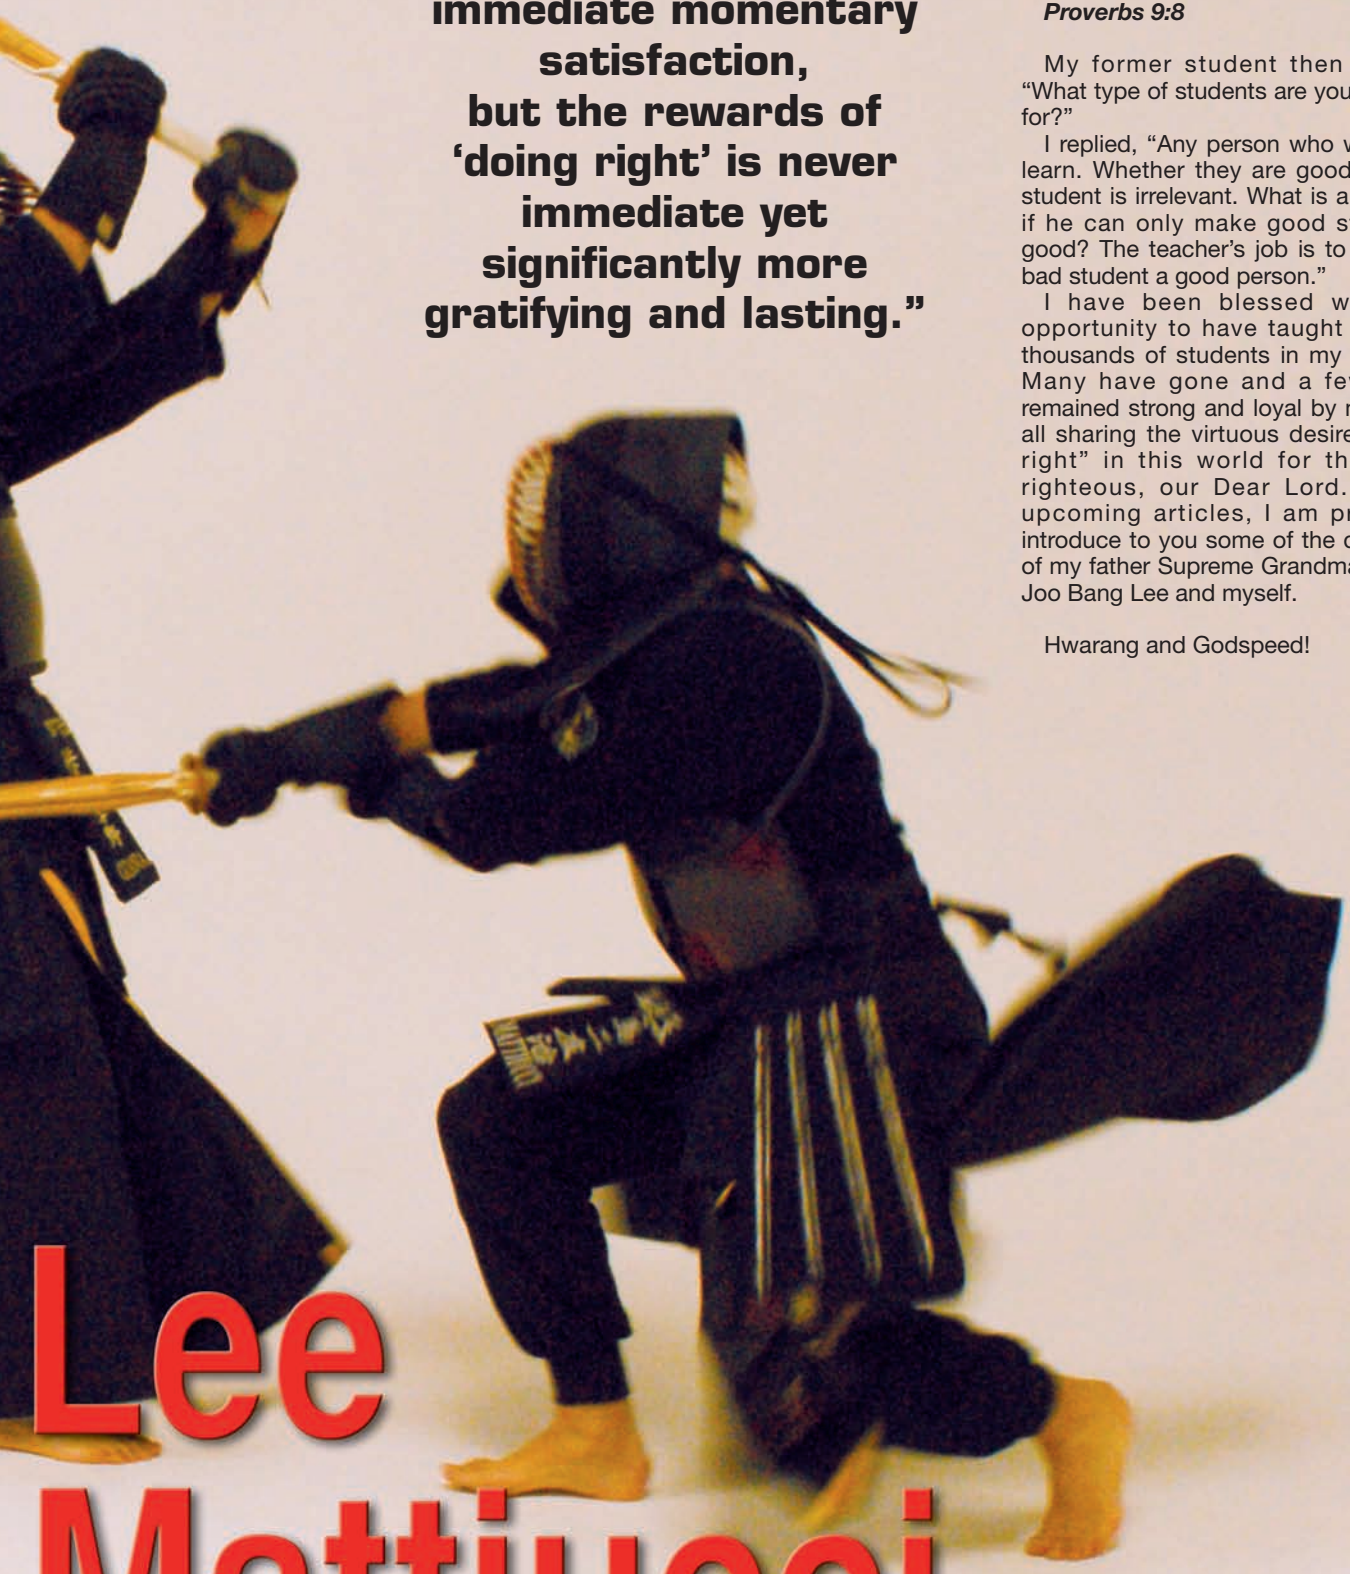 immediate momentary
satisfaction,
but the rewards of
‘doing right’ is never
immediate yet
significantly more
gratifying and lasting.”
Proverbs 9:8
My former student then
“What type of students are you
for?”
I replied, “Any person who
learn. Whether they are good
student is irrelevant. What is a
if he can only make good
good? The teacher’s job is to
bad student a good person.”
I have been blessed
opportunity to have taught
thousands of students in my
Many have gone and a
remained strong and loyal by
all sharing the virtuous desire
right” in this world for
righteous, our Dear Lord.
upcoming articles, I am
introduce to you some of the
of my father Supreme
Joo Bang Lee and myself.
Hwarang and Godspeed!
MATTIUCCI
Lee
Mattiucci